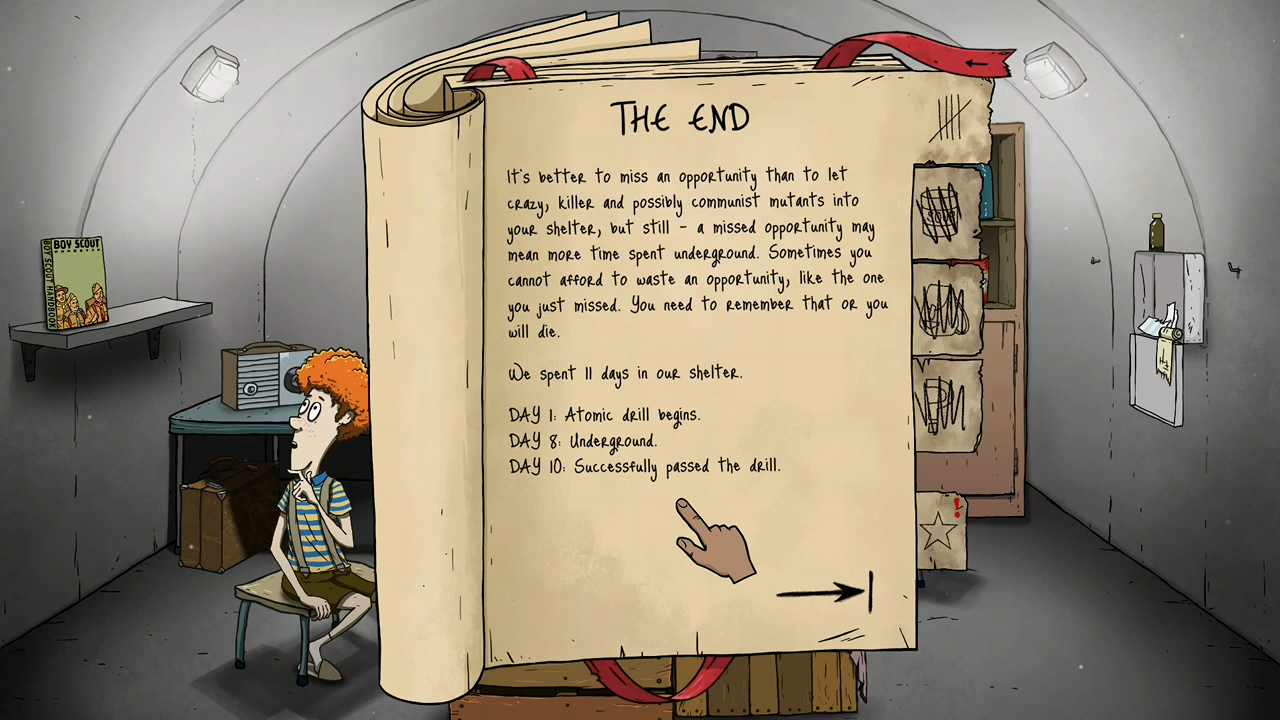 THE END
It's better to miss an opportunity than to let
crazy, killer and possibly communist mutants into
your shelter, but still - a missed opportunity may
mean more time spent underground. Sometimes you
cannot afford to waste an opportunity, like the one
you just missed. You need to remember that or you
will die.
We spent 11 days in our shelter.
DAY 1: Atomic drill begins.
DAY 8: Underground.
DAY 10: Successfully passed the drill.
BOY SCOUT
BOY SCOUT HANDBOOK